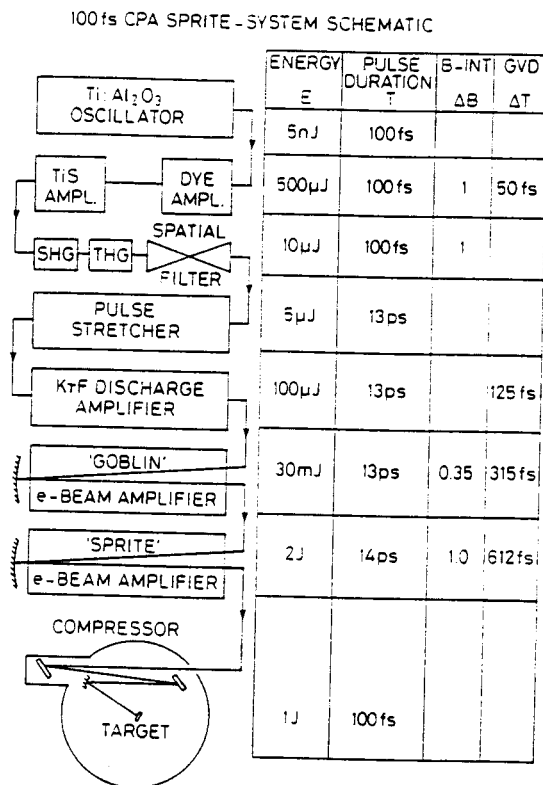 100fs CPA SPRITE-SYSTEM SCHEMATIC
ENERGY E
PULSE DURATION T
B-INT ΔB
GVD ΔT
Ti:Al2O3
OSCILLATOR
5nJ 100fs
TiS AMPL.
DYE AMPL.
500μJ 100fs 1 50fs
SHG THG SPATIAL FILTER
10μJ 100fs 1
PULSE STRETCHER
5μJ 13ps
KrF DISCHARGE AMPLIFIER
100μJ 13ps 125fs
'GOBLIN'
e-BEAM AMPLIFIER
30mJ 13ps 0.35 315fs
'SPRITE'
e-BEAM AMPLIFIER
2J 14ps 1.0 612fs
COMPRESSOR
TARGET
1J 100fs